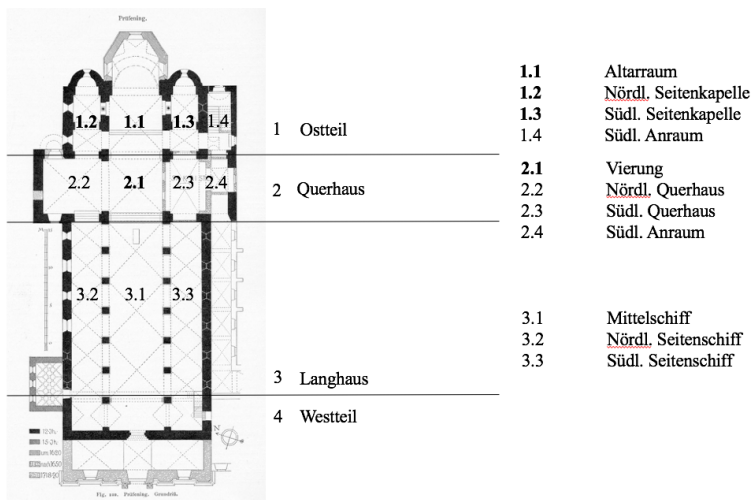 Prüfening.
1.2
1.1
1.3
1.4
1 Ostteil
2.2
2.1
2.3
2.4
2 Querhaus
3.2
3.1
3.3
3 Langhaus
4 Westteil
N
Fig. 210. Prüfening. Grundriß.
1.1 Altarraum
1.2 Nördl. Seitenkapelle
1.3 Südl. Seitenkapelle
1.4 Südl. Anraum
2.1 Vierung
2.2 Nördl. Querhaus
2.3 Südl. Querhaus
2.4 Südl. Anraum
3.1 Mittelschiff
3.2 Nördl. Seitenschiff
3.3 Südl. Seitenschiff